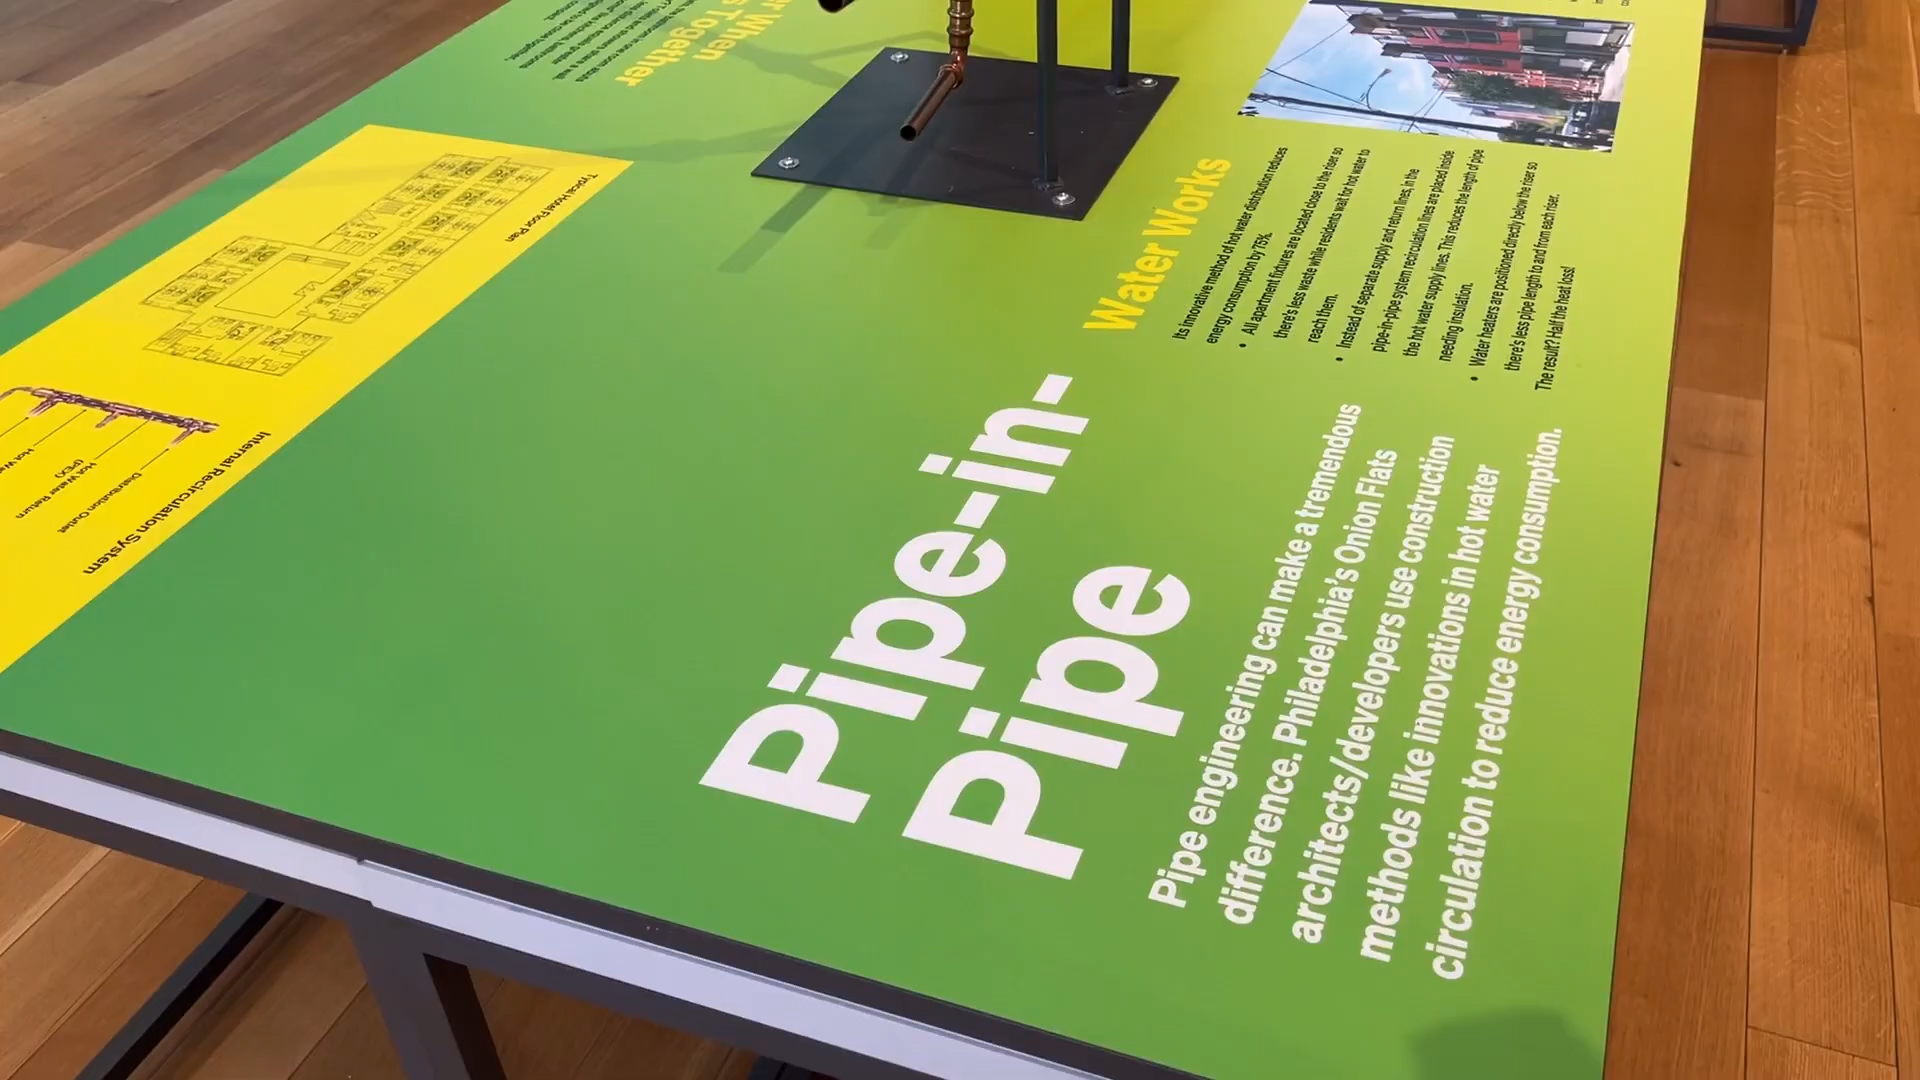 Pipe-in-
Pipe
Pipe engineering can make a tremendous
difference. Philadelphia's Onion Flats
architects/developers use construction
methods like innovations in hot water
circulation to reduce energy consumption.
Water Works
Its innovative method of hot water distribution reduces
energy consumption by 75%.
• All apartment fixtures are located close to the riser so
there's less waste while residents wait for hot water to
reach them.
• Instead of separate supply and return lines, in the
pipe-in-pipe system recirculation lines are placed inside
the hot water supply lines. This reduces the length of pipe
needing insulation.
• Water heaters are positioned directly below the riser so
there's less pipe length to and from each riser.
The result? Half the heat loss!
When
Together
Typical Hotel Floor Plan
Internal Recirculation System
Distribution Outlet
Hot Water Return
(PEX)
Hot